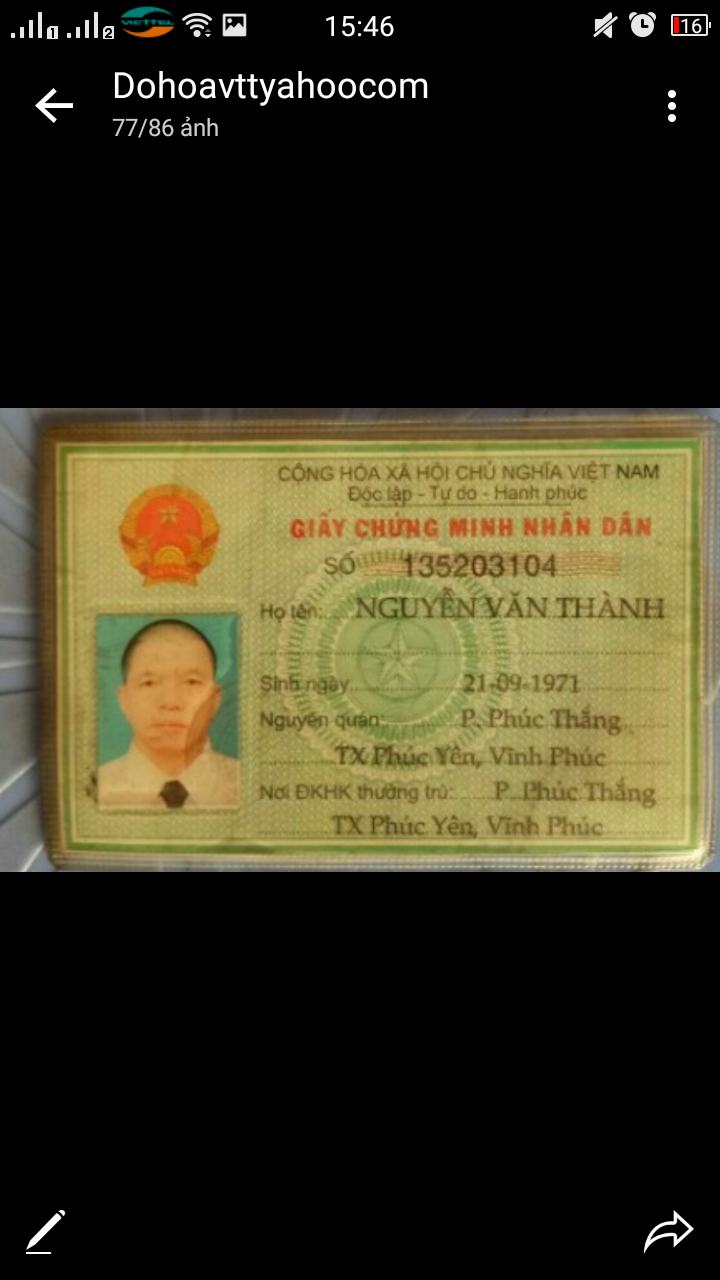 1
2
VIETTEL
15:46
16
Dohoavttyahoocom
77/86 ảnh
CỘNG HÒA XÃ HỘI CHỦ NGHĨA VIỆT NAM
Độc lập - Tự do - Hạnh phúc
GIẤY CHỨNG MINH NHÂN DÂN
SỐ 135203104
Họ tên: NGUYỄN VĂN THÀNH
Sinh ngày 21-09-1971
Nguyên quán: P. Phúc Thắng
TX Phúc Yên, Vĩnh Phúc
Nơi ĐKHK thường trú: P. Phúc Thắng
TX Phúc Yên, Vĩnh Phúc